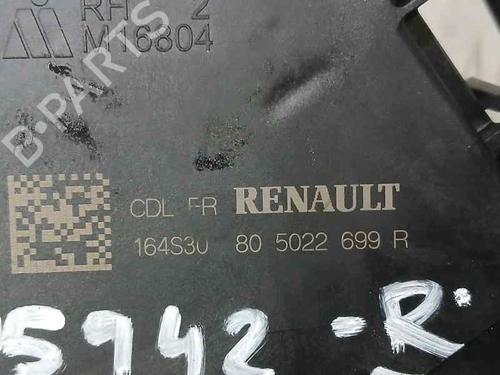 RH 2
M16804
B-PARTS
CDL FR RENAULT
164S30 80 5022 699 R
5942-R.